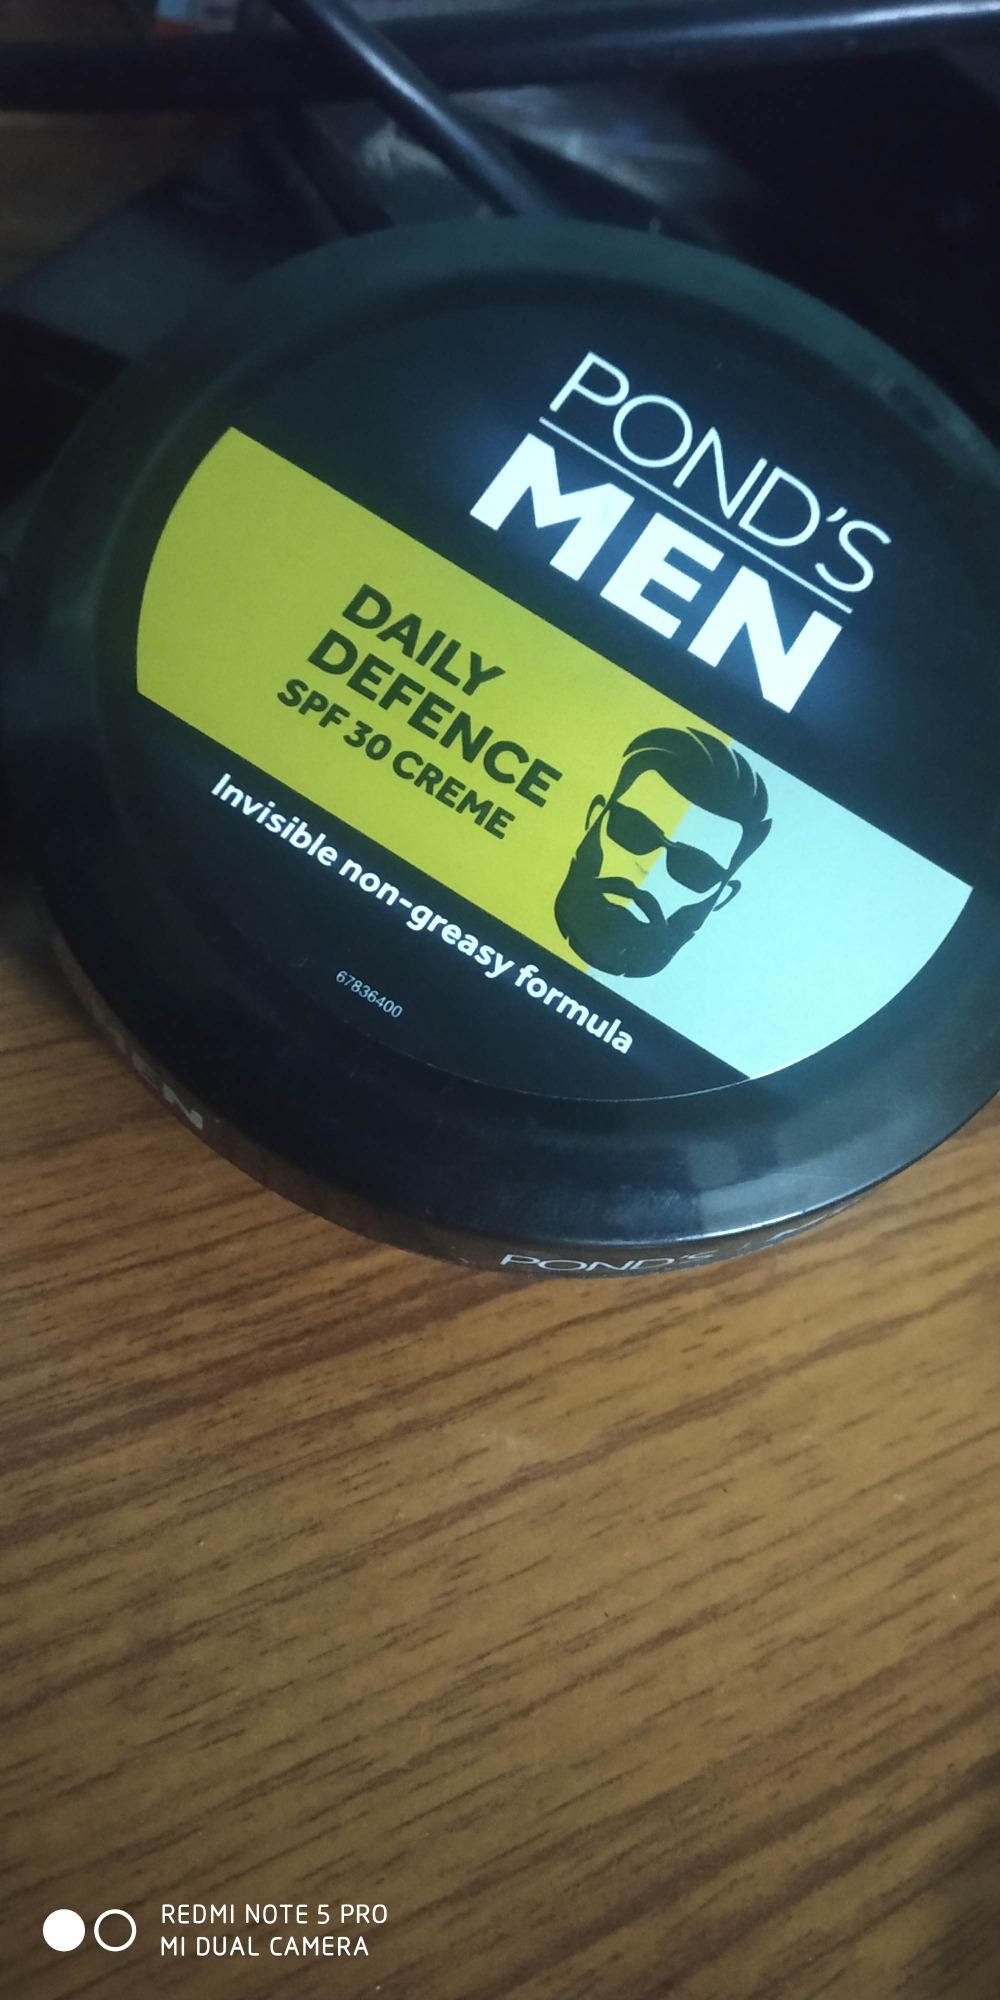 POND'S
MEN
DAILY
DEFENCE
SPF 30 CREME
Invisible non-greasy formula
67836400
EN
POND'S
REDMI NOTE 5 PRO
MI DUAL CAMERA